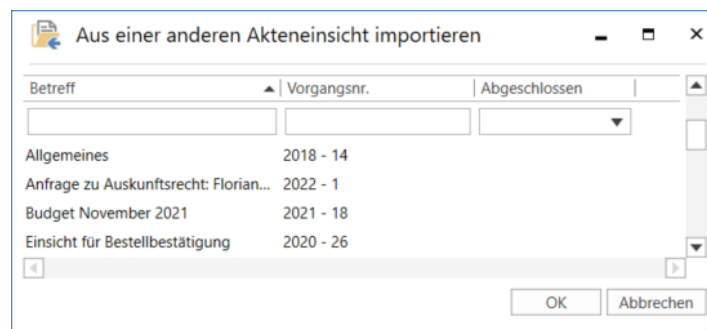 Aus einer anderen Akteneinsicht importieren
Betreff Vorgangsnr. Abgeschlossen
Allgemeines 2018 - 14
Anfrage zu Auskunftsrecht: Florian... 2022 - 1
Budget November 2021 2021 - 18
Einsicht für Bestellbestätigung 2020 - 26
OK Abbrechen